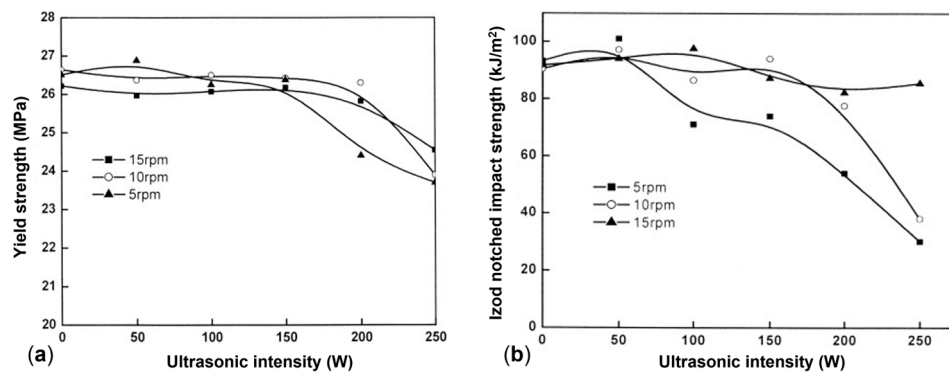 28
27
26
25
24
23
22
21
20
0
50
100
150
200
250
Yield strength (MPa)
15rpm
10rpm
5rpm
(a)
Ultrasonic intensity (W)
100
80
60
40
20
0
0
50
100
150
200
250
Izod notched impact strength (kJ/m²)
5rpm
10rpm
15rpm
(b)
Ultrasonic intensity (W)